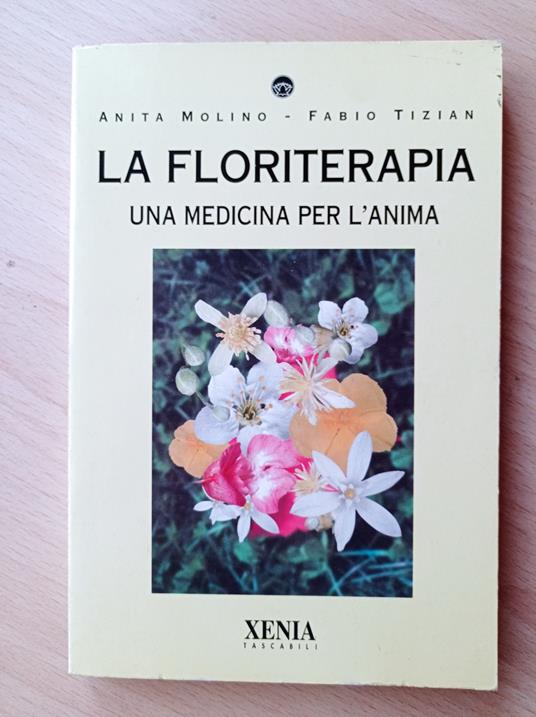 ANITA MOLINO - FABIO TIZIAN
LA FLORITERAPIA
UNA MEDICINA PER L'ANIMA
XENIA
TASCABILI